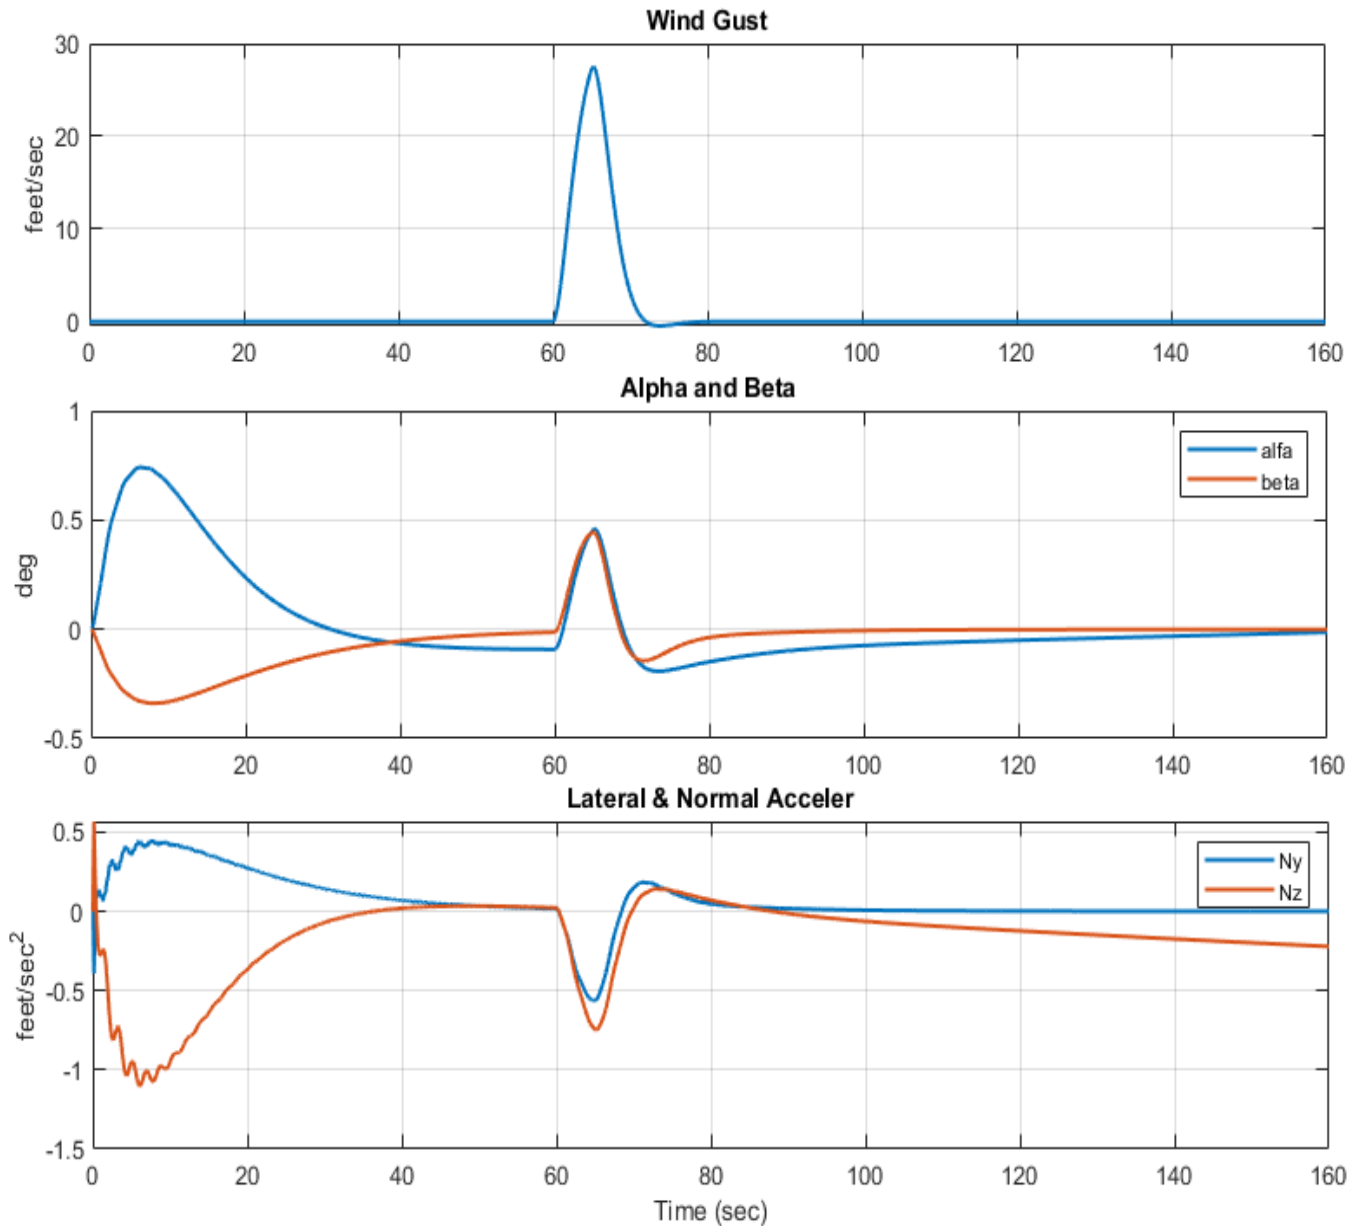 Wind Gust
30
20
10
0
feet/sec
0 20 40 60 80 100 120 140 160
Alpha and Beta
1
0.5
0
-0.5
deg
alfa
beta
0 20 40 60 80 100 120 140 160
Lateral & Normal Acceler
0.5
0
-0.5
-1
-1.5
feet/sec²
Ny
Nz
0 20 40 60 80 100 120 140 160
Time (sec)